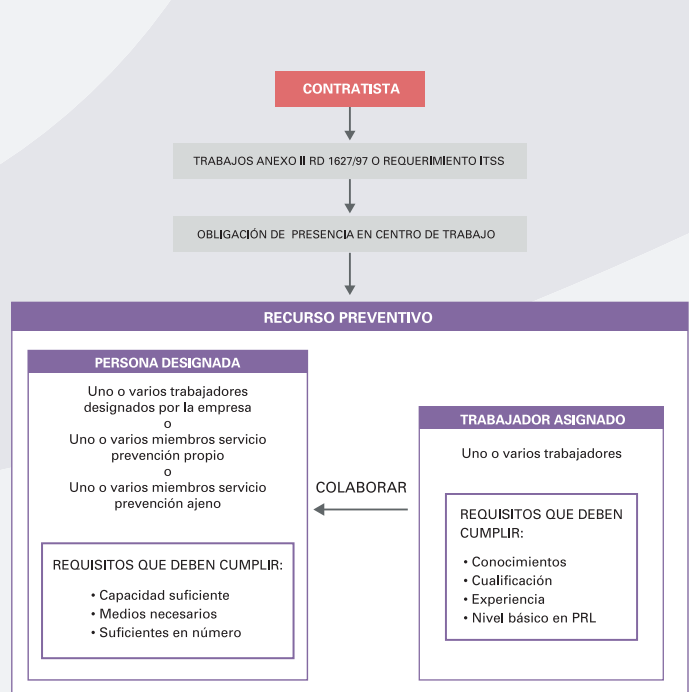 CONTRATISTA
TRABAJOS ANEXO II RD 1627/97 O REQUERIMIENTO ITSS
OBLIGACIÓN DE PRESENCIA EN CENTRO DE TRABAJO
RECURSO PREVENTIVO
PERSONA DESIGNADA
Uno o varios trabajadores
designados por la empresa
o
Uno o varios miembros servicio
prevención propio
o
Uno o varios miembros servicio
prevención ajeno
REQUISITOS QUE DEBEN CUMPLIR:
• Capacidad suficiente
• Medios necesarios
• Suficientes en número
COLABORAR
TRABAJADOR ASIGNADO
Uno o varios trabajadores
REQUISITOS QUE DEBEN
CUMPLIR:
• Conocimientos
• Cualificación
• Experiencia
• Nivel básico en PRL